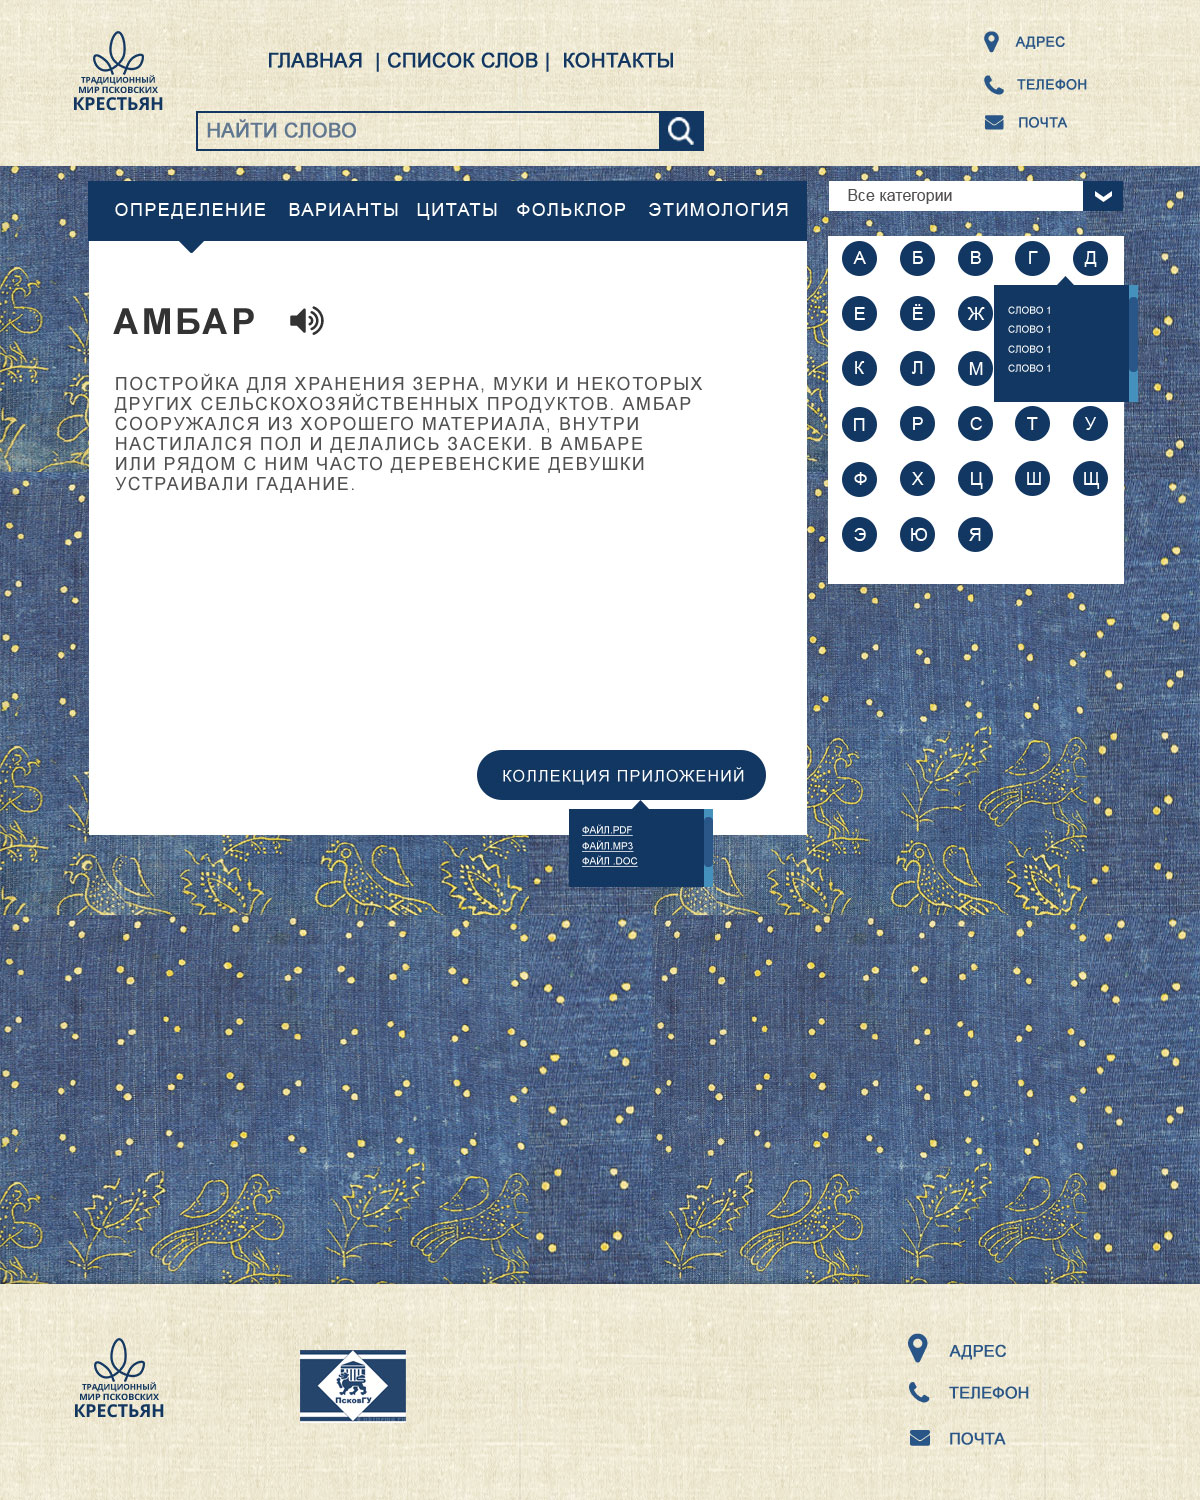 ТРАДИЦИОННЫЙ
МИР ПСКОВСКИХ
КРЕСТЬЯН
ГЛАВНАЯ | СПИСОК СЛОВ | КОНТАКТЫ
НАЙТИ СЛОВО
АДРЕС
ТЕЛЕФОН
ПОЧТА
ОПРЕДЕЛЕНИЕ ВАРИАНТЫ ЦИТАТЫ ФОЛЬКЛОР ЭТИМОЛОГИЯ
АМБАР
ПОСТРОЙКА ДЛЯ ХРАНЕНИЯ ЗЕРНА, МУКИ И НЕКОТОРЫХ
ДРУГИХ СЕЛЬСКОХОЗЯЙСТВЕННЫХ ПРОДУКТОВ. АМБАР
СООРУЖАЛСЯ ИЗ ХОРОШЕГО МАТЕРИАЛА, ВНУТРИ
НАСТИЛАЛСЯ ПОЛ И ДЕЛАЛИСЬ ЗАСЕКИ. В АМБАРЕ
ИЛИ РЯДОМ С НИМ ЧАСТО ДЕРЕВЕНСКИЕ ДЕВУШКИ
УСТРАИВАЛИ ГАДАНИЕ.
КОЛЛЕКЦИЯ ПРИЛОЖЕНИЙ
ФАЙЛ.PDF
ФАЙЛ.MP3
ФАЙЛ .DOC
Все категории
А Б В Г Д
Е Ё Ж
СЛОВО 1
СЛОВО 1
СЛОВО 1
СЛОВО 1
К Л М
П Р С Т У
Ф Х Ц Ш Щ
Э Ю Я
ТРАДИЦИОННЫЙ
МИР ПСКОВСКИХ
КРЕСТЬЯН
ПсковГУ
АДРЕС
ТЕЛЕФОН
ПОЧТА